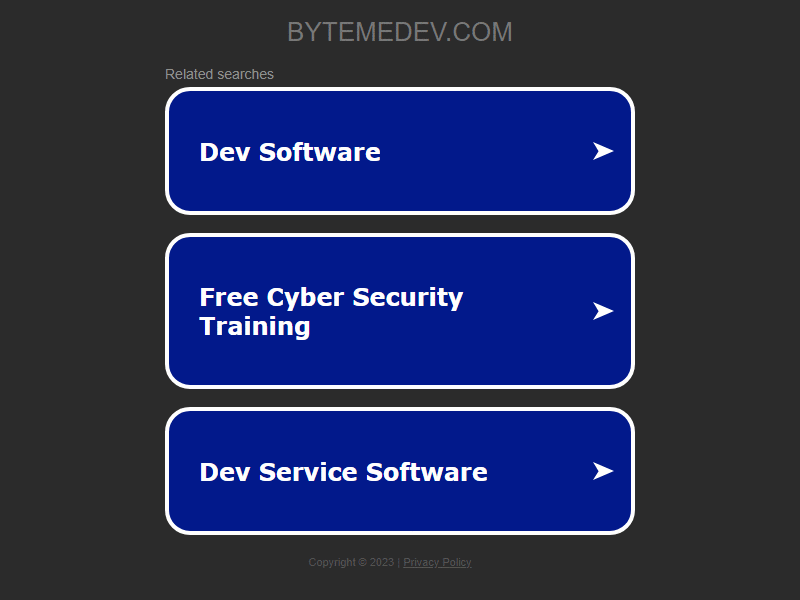 BYTEMEDEV.COM
Related searches
Dev Software
Free Cyber Security
Training
Dev Service Software
Copyright © 2023 | Privacy Policy